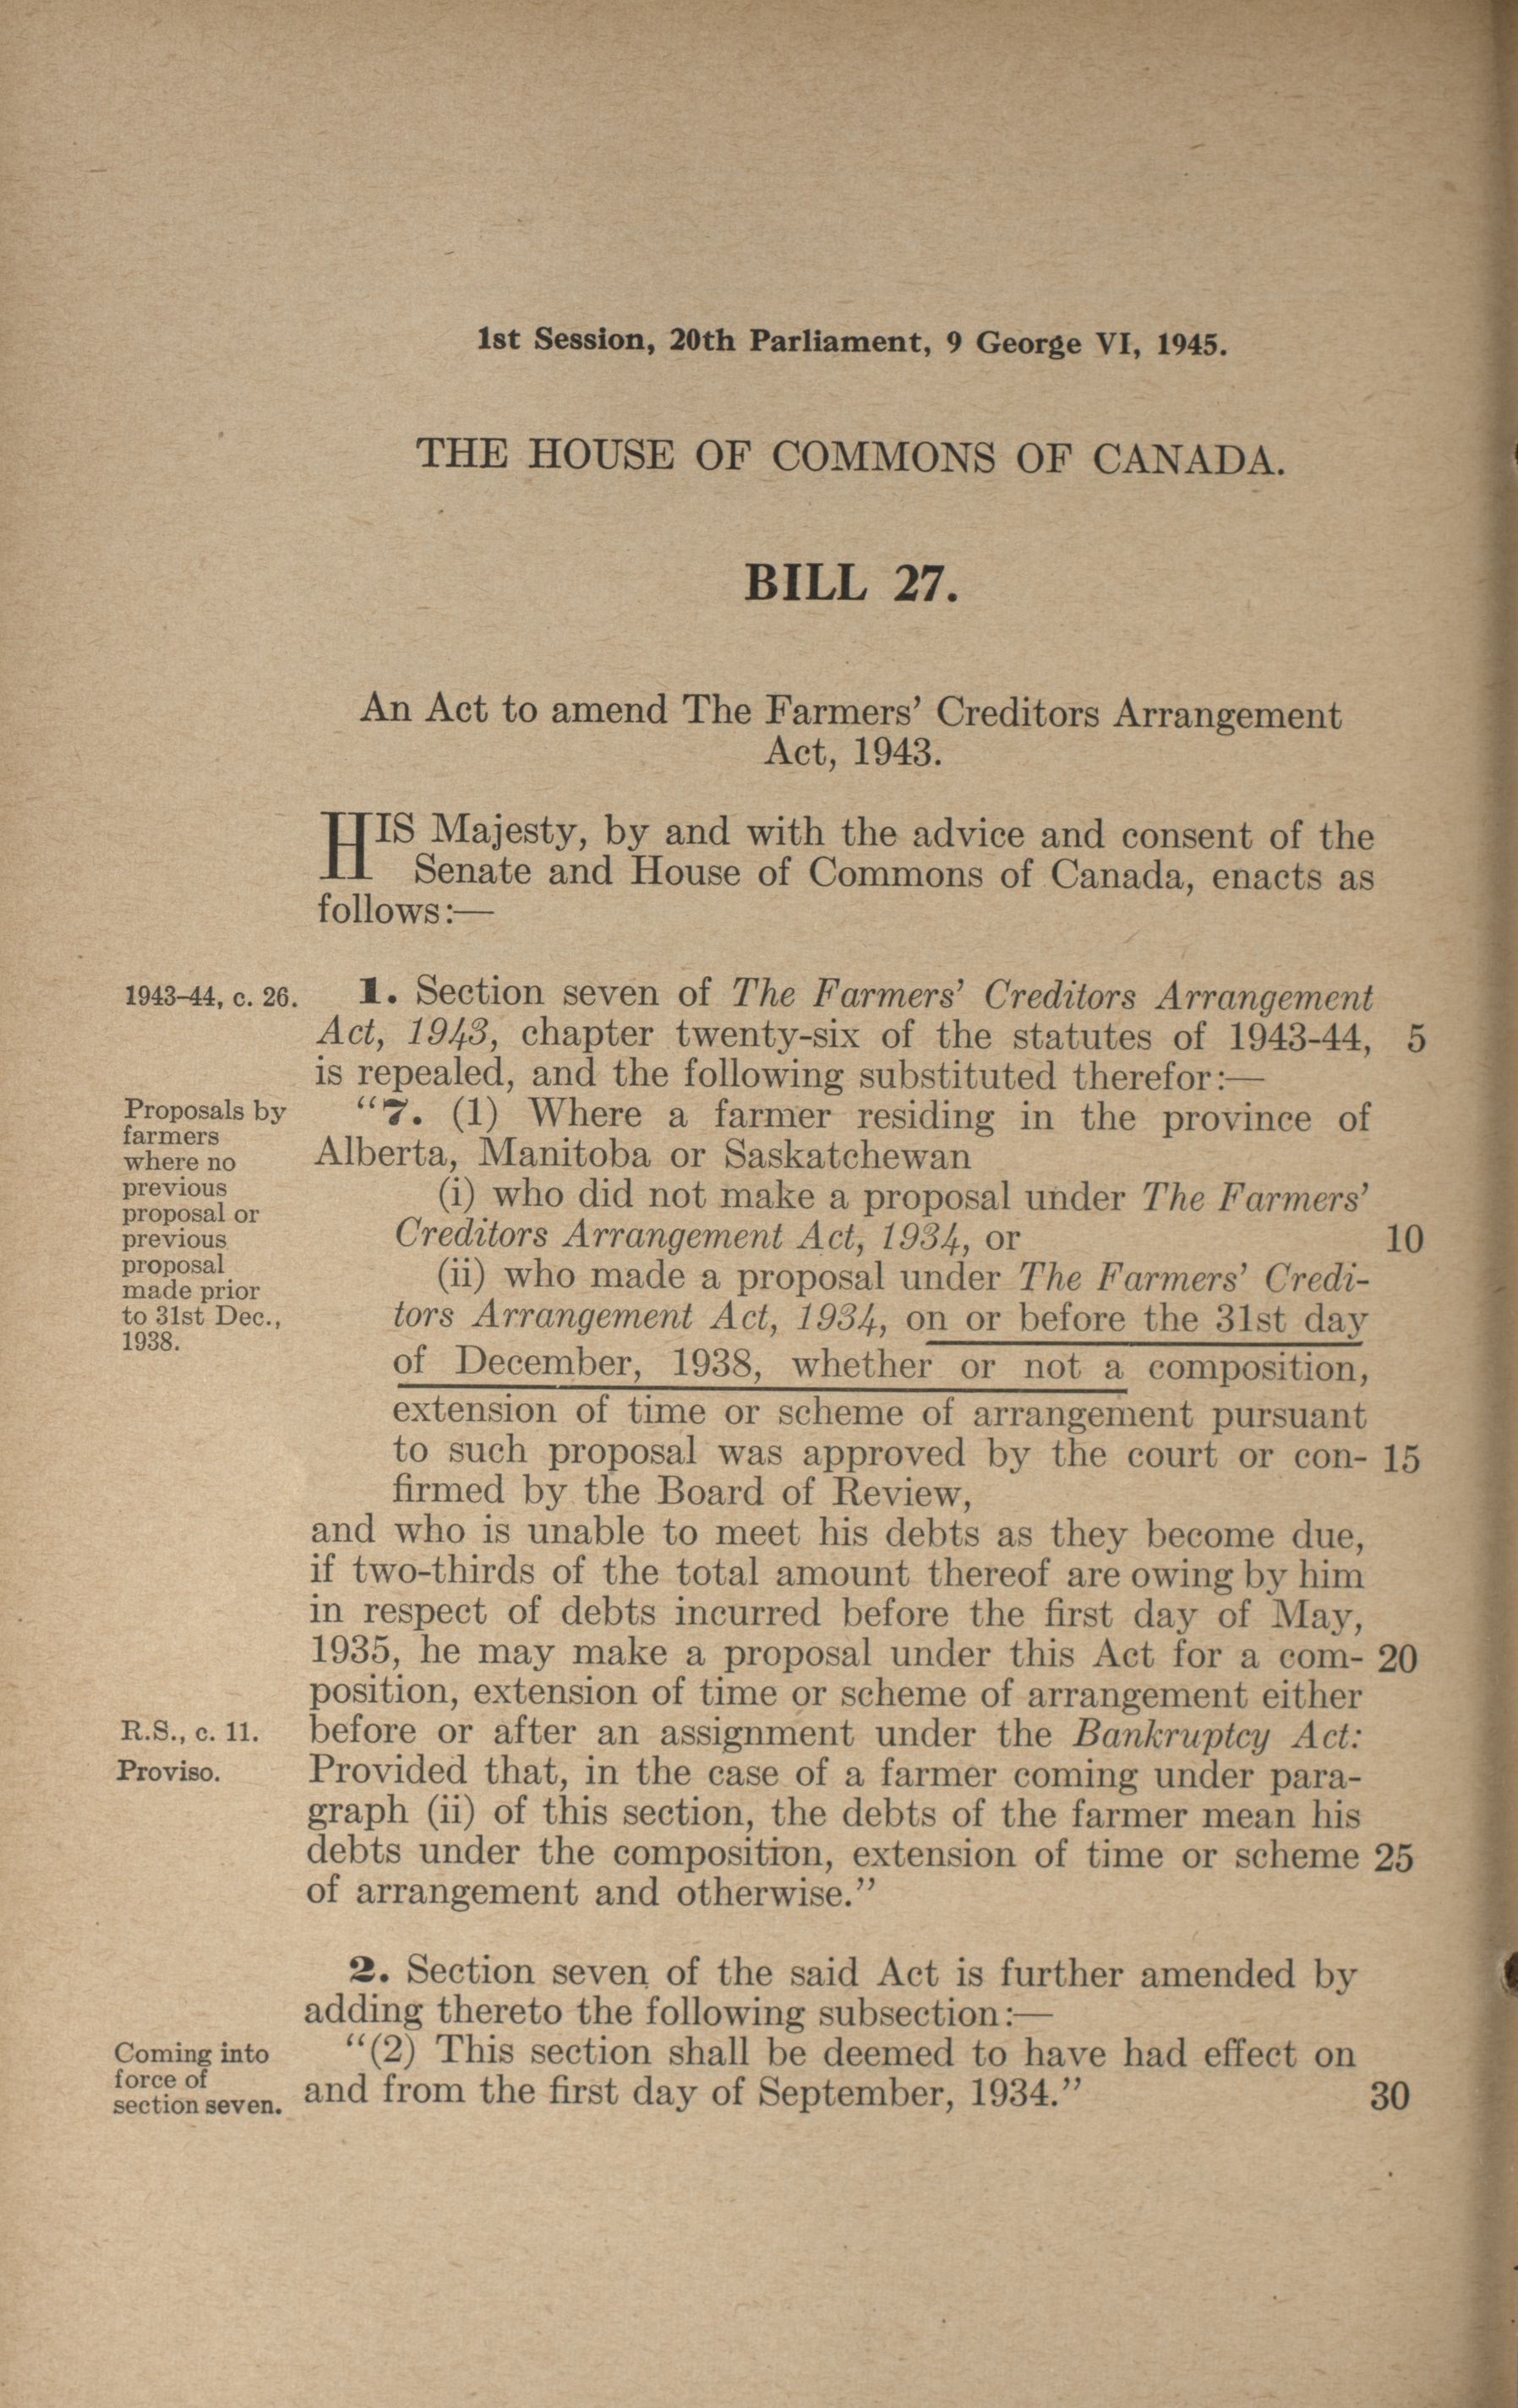 1st Session, 20th Parliament, 9 George VI, 1945.
THE HOUSE OF COMMONS OF CANADA.
BILL 27.
An Act to amend The Farmers’ Creditors Arrangement
Act, 1943.
HIS Majesty, by and with the advice and consent of the
Senate and House of Commons of Canada, enacts as
follows:—
1943–44, c. 26.
1. Section seven of The Farmers’ Creditors Arrangement
Act, 1943, chapter twenty-six of the statutes of 1943-44, 5
is repealed, and the following substituted therefor:—
Proposals by
farmers
where no
previous
proposal or
previous
proposal
made prior
to 31st Dec.,
1938.
“7. (1) Where a farmer residing in the province of
Alberta, Manitoba or Saskatchewan
(i) who did not make a proposal under The Farmers’
Creditors Arrangement Act, 1934, or 10
(ii) who made a proposal under The Farmers’ Credi-
tors Arrangement Act, 1934, on or before the 31st day
of December, 1938, whether or not a composition,
extension of time or scheme of arrangement pursuant
to such proposal was approved by the court or con- 15
firmed by the Board of Review,
and who is unable to meet his debts as they become due,
if two-thirds of the total amount thereof are owing by him
in respect of debts incurred before the first day of May,
1935, he may make a proposal under this Act for a com- 20
position, extension of time or scheme of arrangement either
R.S., c. 11.
before or after an assignment under the Bankruptcy Act:
Proviso.
Provided that, in the case of a farmer coming under para-
graph (ii) of this section, the debts of the farmer mean his
debts under the composition, extension of time or scheme 25
of arrangement and otherwise.”
2. Section seven of the said Act is further amended by
adding thereto the following subsection:—
Coming into
force of
section seven.
“(2) This section shall be deemed to have had effect on
and from the first day of September, 1934.” 30